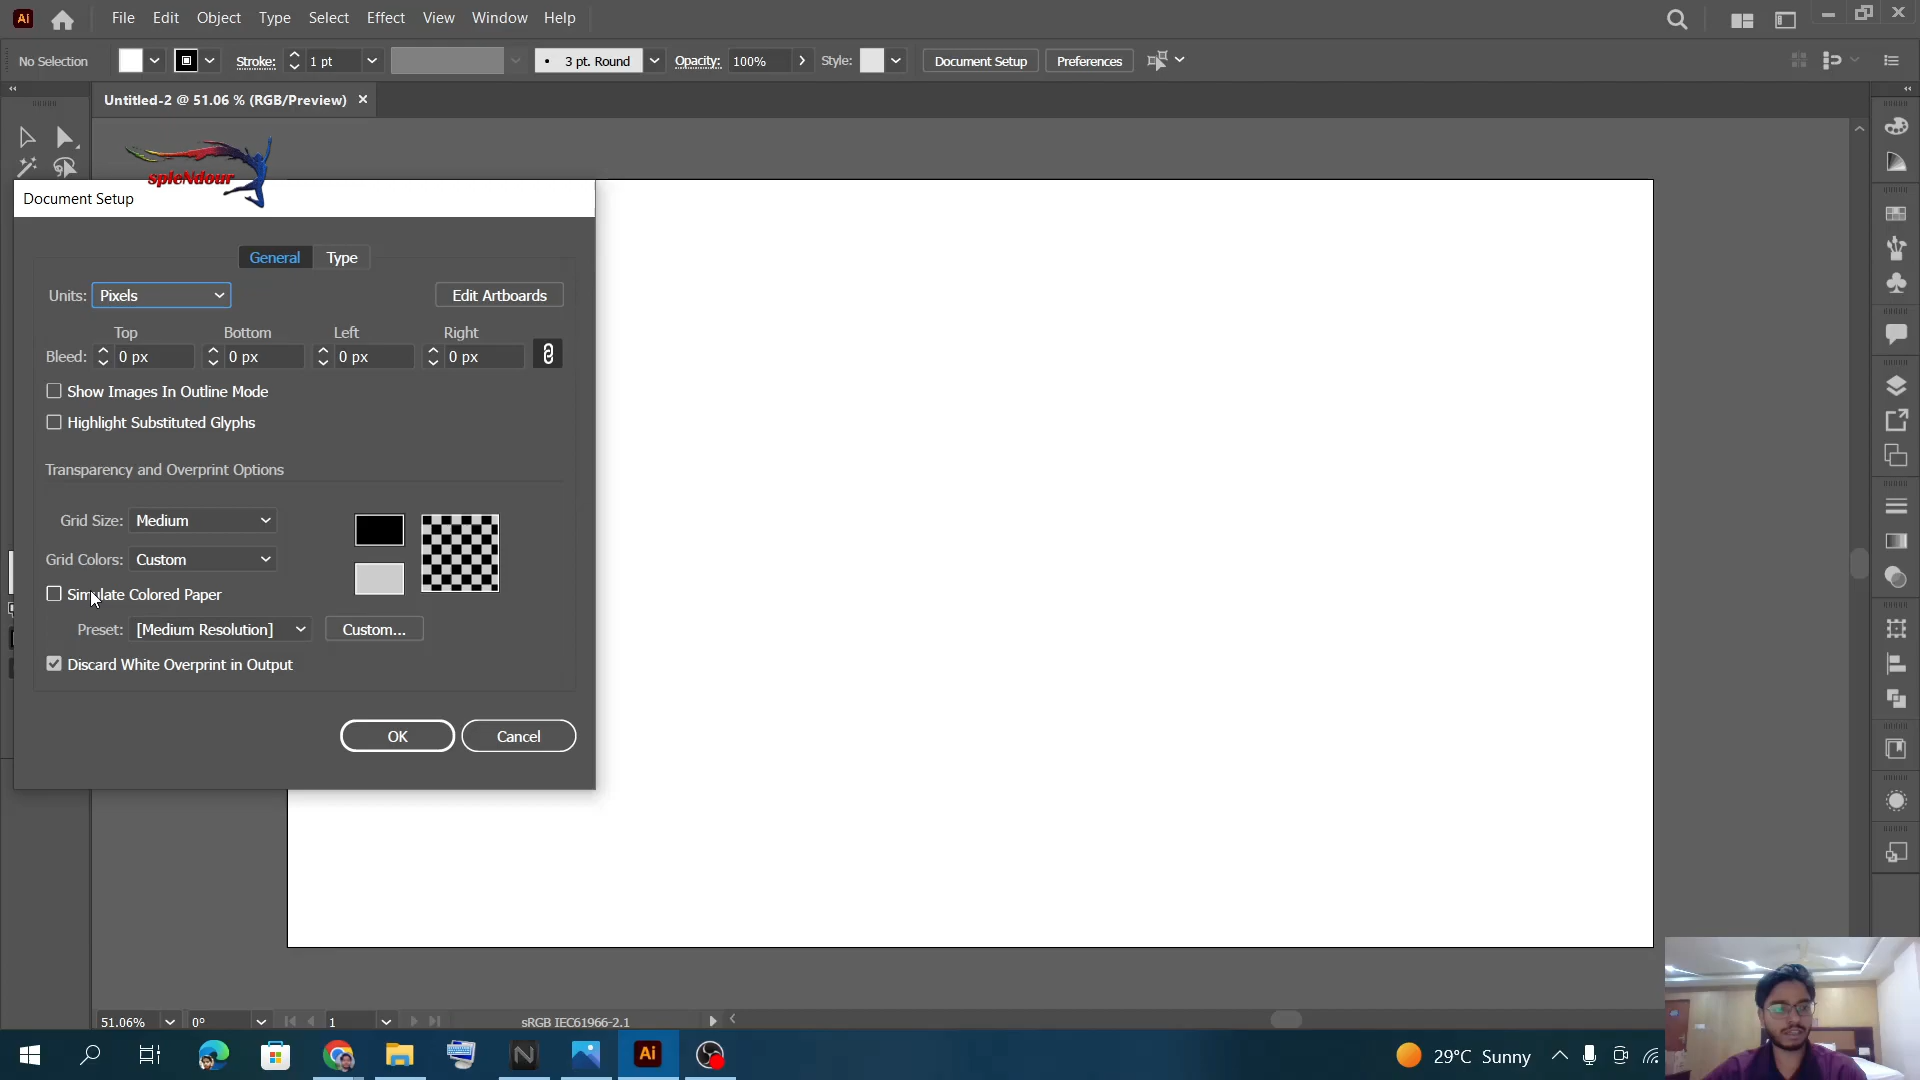 Ai File Edit Object Type Select Effect View Window Help
No Selection Stroke: 1 pt 3 pt. Round Opacity: 100% Style: Document Setup Preferences
Untitled-2 @ 51.06 % (RGB/Preview)
spleNdour
Document Setup
General Type
Units: Pixels Edit Artboards
Top Bottom Left Right
Bleed: 0 px 0 px 0 px 0 px
Show Images In Outline Mode
Highlight Substituted Glyphs
Transparency and Overprint Options
Grid Size: Medium
Grid Colors: Custom
Simulate Colored Paper
Preset: [Medium Resolution] Custom...
Discard White Overprint in Output
OK Cancel
51.06% 0° 1 sRGB IEC61966-2.1
N Ai 29°C Sunny